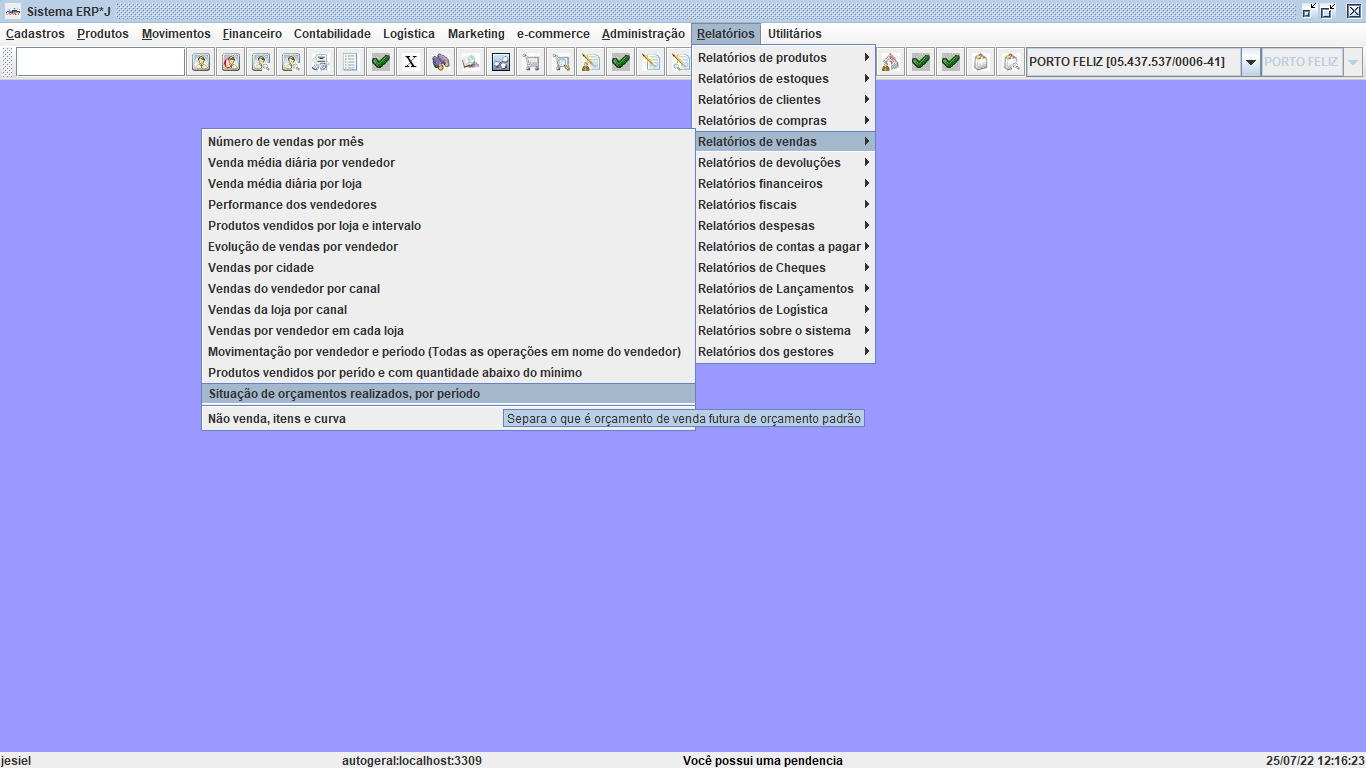 Sistema ERP*J
Cadastros Produtos Movimentos Financeiro Contabilidade Logística Marketing e-commerce Administração Relatórios Utilitários
X
PORTO FELIZ [05.437.537/0006-41] PORTO FELIZ
Relatórios de produtos
Relatórios de estoques
Relatórios de clientes
Relatórios de compras
Relatórios de vendas
Relatórios de devoluções
Relatórios financeiros
Relatórios fiscais
Relatórios despesas
Relatórios de contas a pagar
Relatórios de Cheques
Relatórios de Lançamentos
Relatórios de Logística
Relatórios sobre o sistema
Relatórios dos gestores
Número de vendas por mês
Venda média diária por vendedor
Venda média diária por loja
Performance dos vendedores
Produtos vendidos por loja e intervalo
Evolução de vendas por vendedor
Vendas por cidade
Vendas do vendedor por canal
Vendas da loja por canal
Vendas por vendedor em cada loja
Movimentação por vendedor e período (Todas as operações em nome do vendedor)
Produtos vendidos por perído e com quantidade abaixo do mínimo
Situação de orçamentos realizados, por período
Não venda, itens e curva
Separa o que é orçamento de venda futura de orçamento padrão
jesiel autogeral:localhost:3309 Você possui uma pendencia 25/07/22 12:16:23